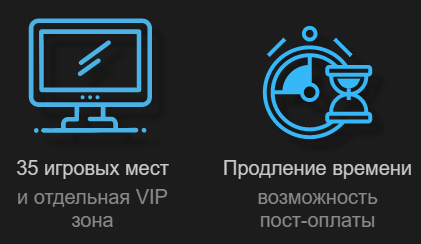 35 игровых мест
и отдельная VIP
зона
Продление времени
возможность
пост-оплаты